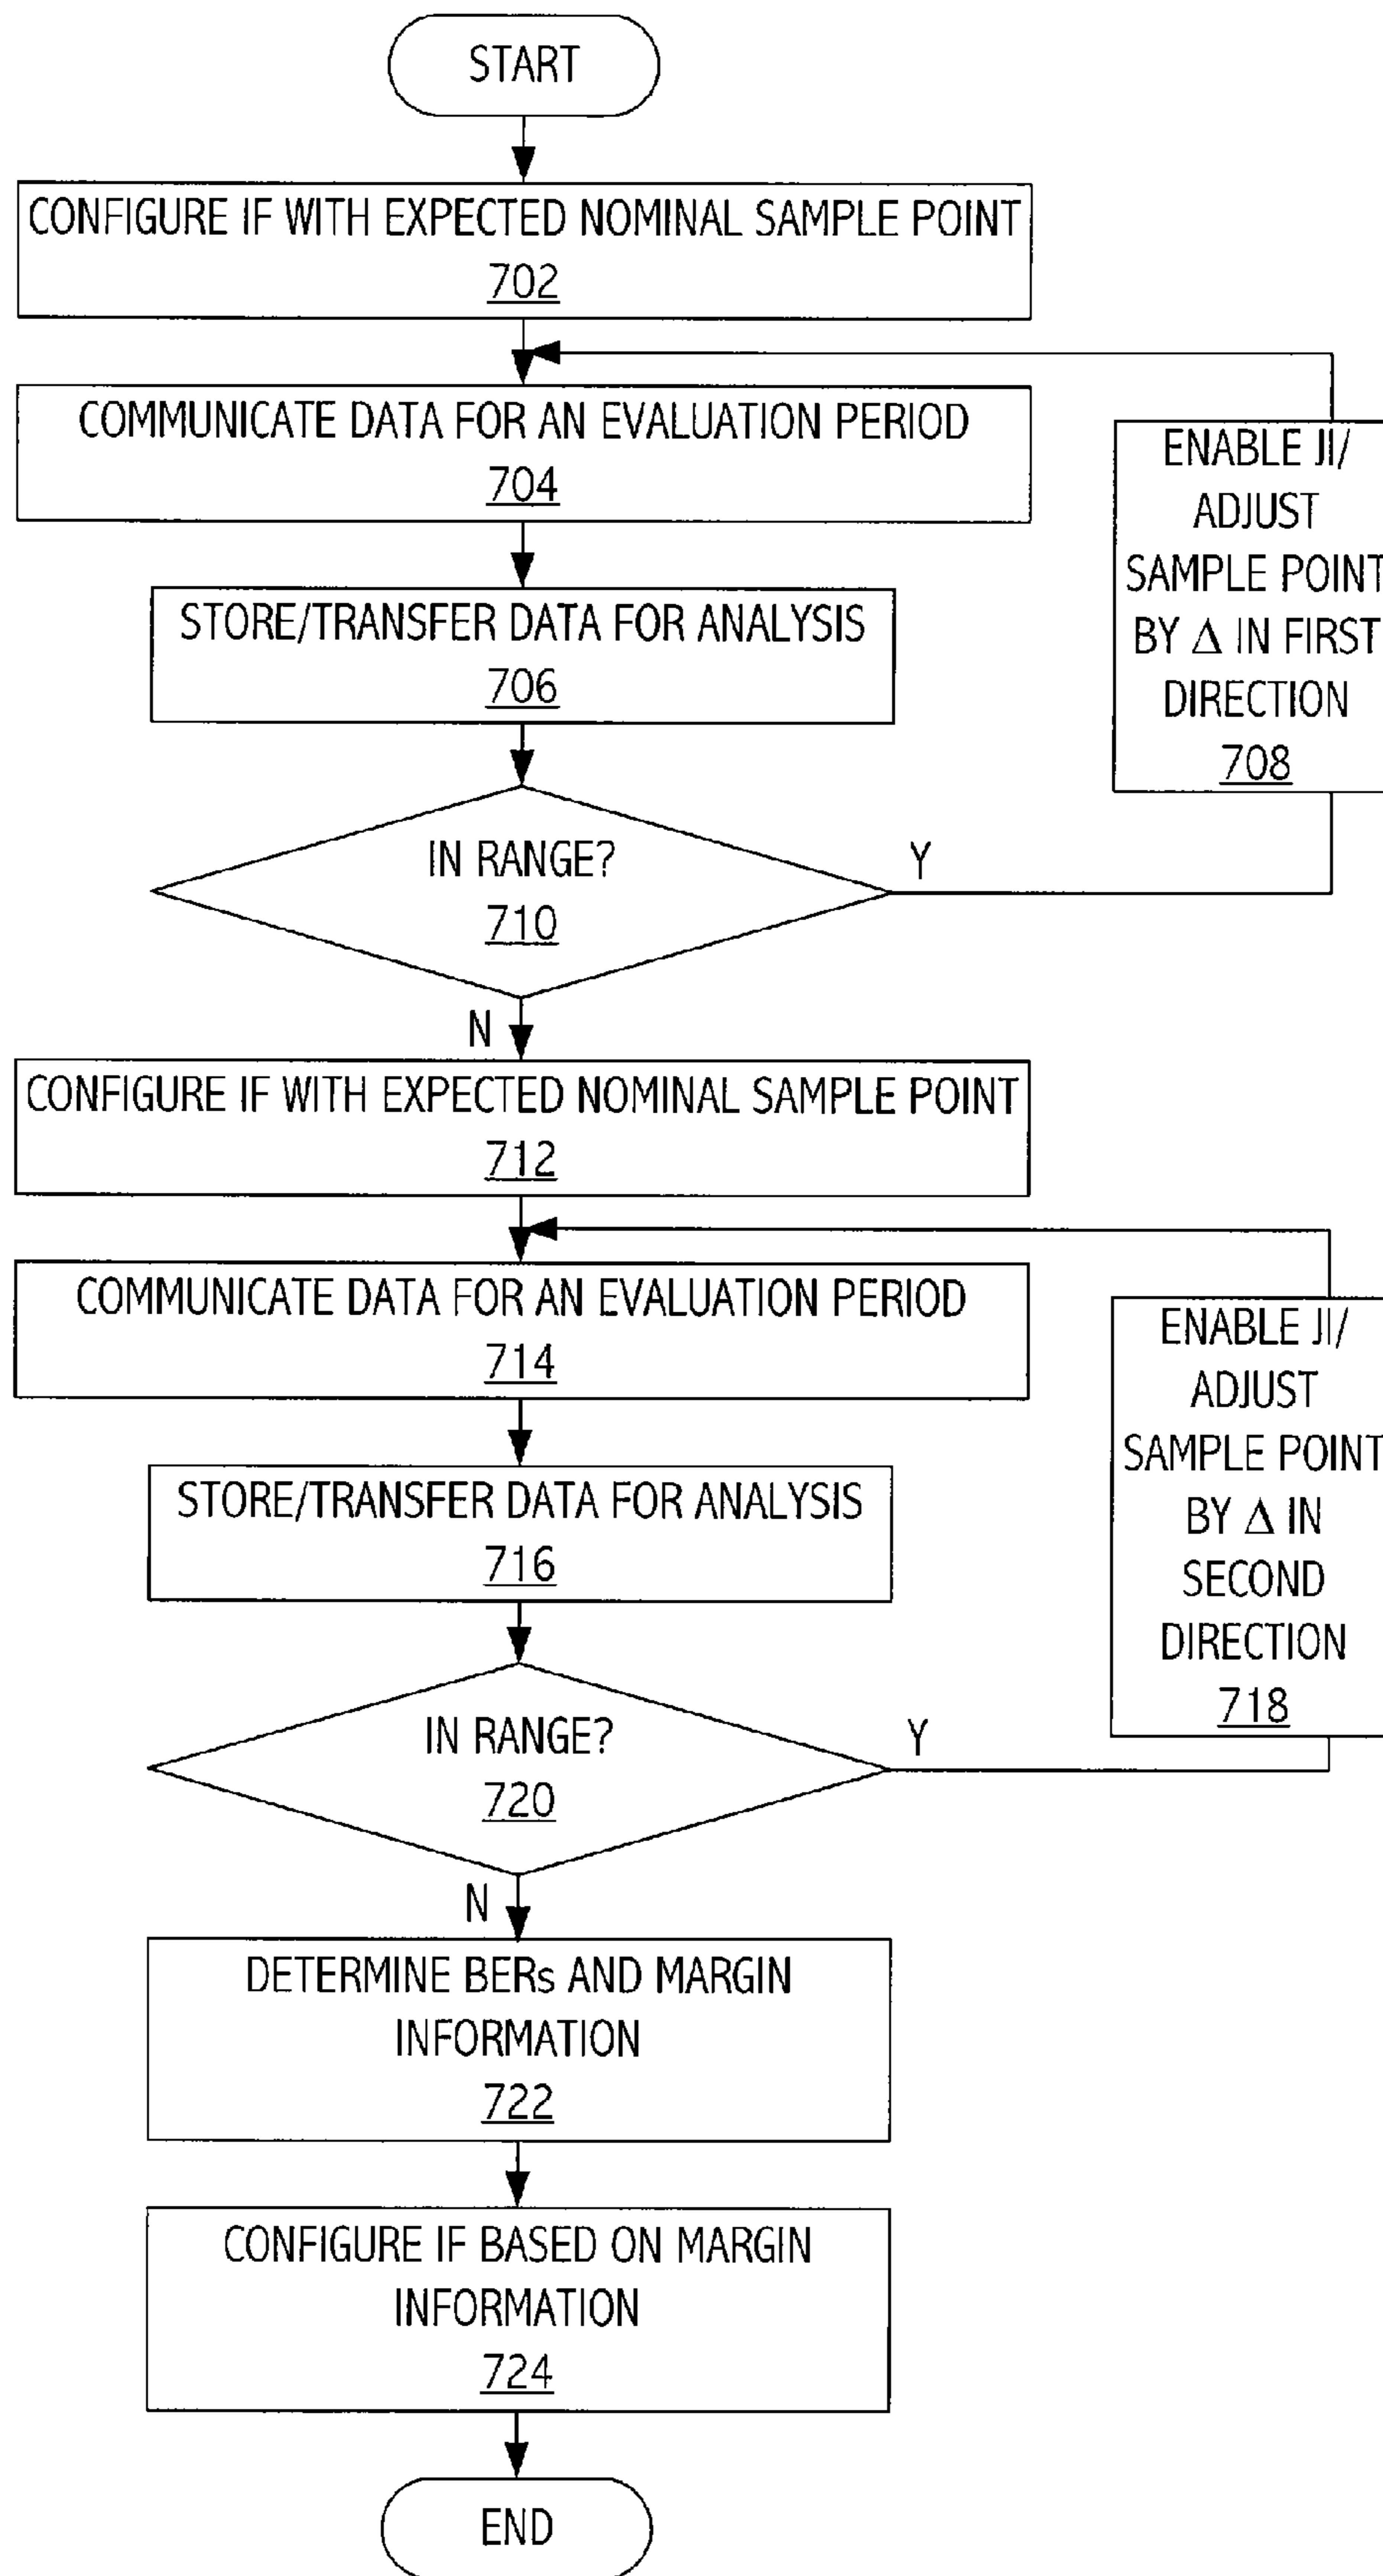 START
CONFIGURE IF WITH EXPECTED NOMINAL SAMPLE POINT
702
COMMUNICATE DATA FOR AN EVALUATION PERIOD
704
STORE/TRANSFER DATA FOR ANALYSIS
706
ENABLE JI/
ADJUST
SAMPLE POINT
BY Δ IN FIRST
DIRECTION
708
IN RANGE?
710
Y
N
CONFIGURE IF WITH EXPECTED NOMINAL SAMPLE POINT
712
COMMUNICATE DATA FOR AN EVALUATION PERIOD
714
STORE/TRANSFER DATA FOR ANALYSIS
716
ENABLE JI/
ADJUST
SAMPLE POINT
BY Δ IN
SECOND
DIRECTION
718
IN RANGE?
720
Y
N
DETERMINE BERs AND MARGIN
INFORMATION
722
CONFIGURE IF BASED ON MARGIN
INFORMATION
724
END